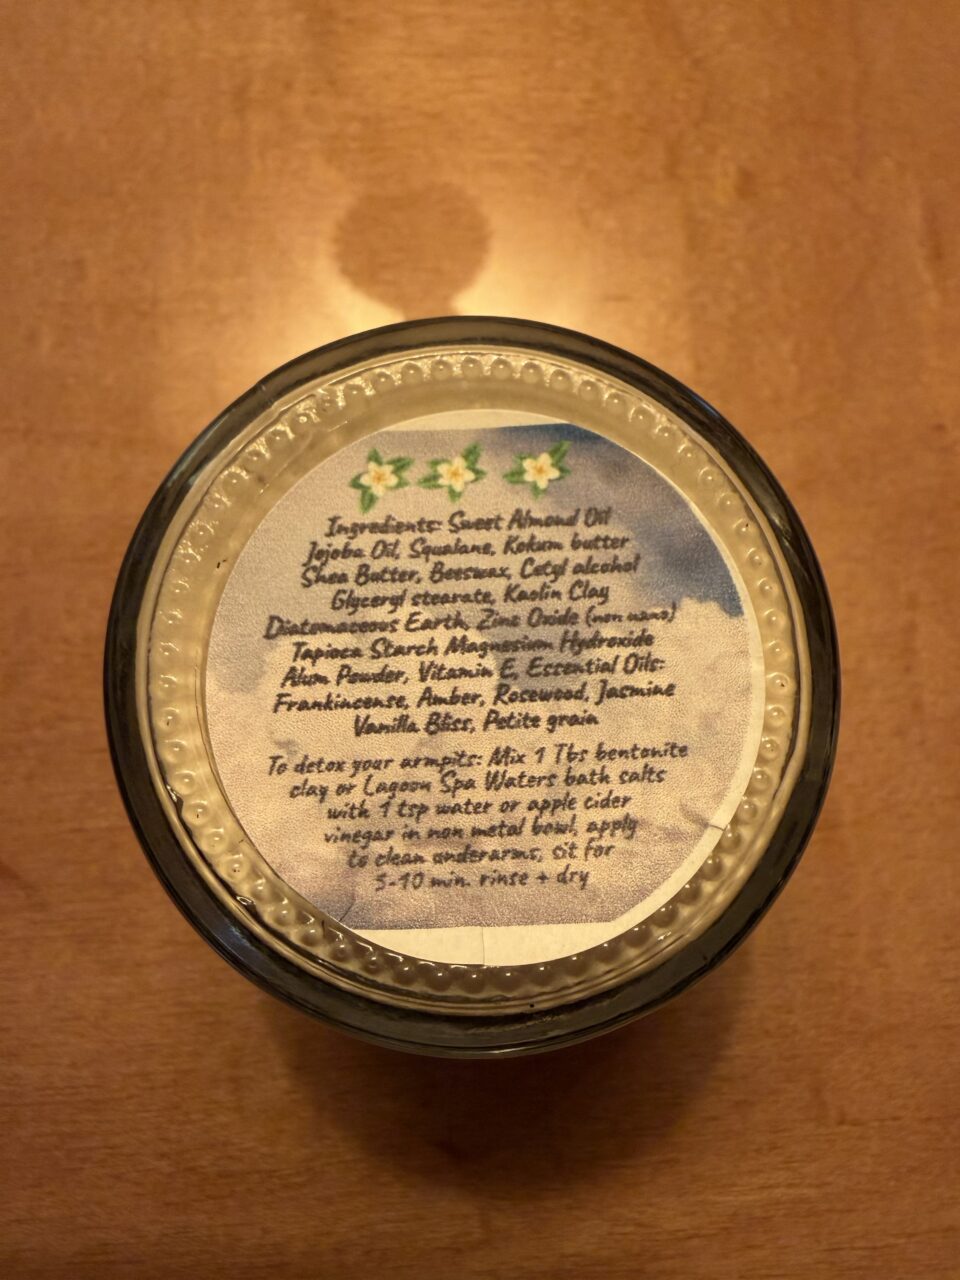 Ingredients: Sweet Almond Oil
Jojoba Oil, Squalane, Kokum butter
Shea Butter, Beeswax, Cetyl alcohol
Glyceryl stearate, Kaolin Clay
Diatomaceous Earth, Zinc Oxide (non nano)
Tapioca Starch Magnesium Hydroxide
Alum Powder, Vitamin E, Essential Oils:
Frankincense, Amber, Rosewood, Jasmine
Vanilla Bliss, Petite grain
To detox your armpits: Mix 1 Tbs bentonite
clay or Lagoon Spa Waters bath salts
with 1 tsp water or apple cider
vinegar in non metal bowl, apply
to clean underarms, sit for
5-10 min. rinse + dry